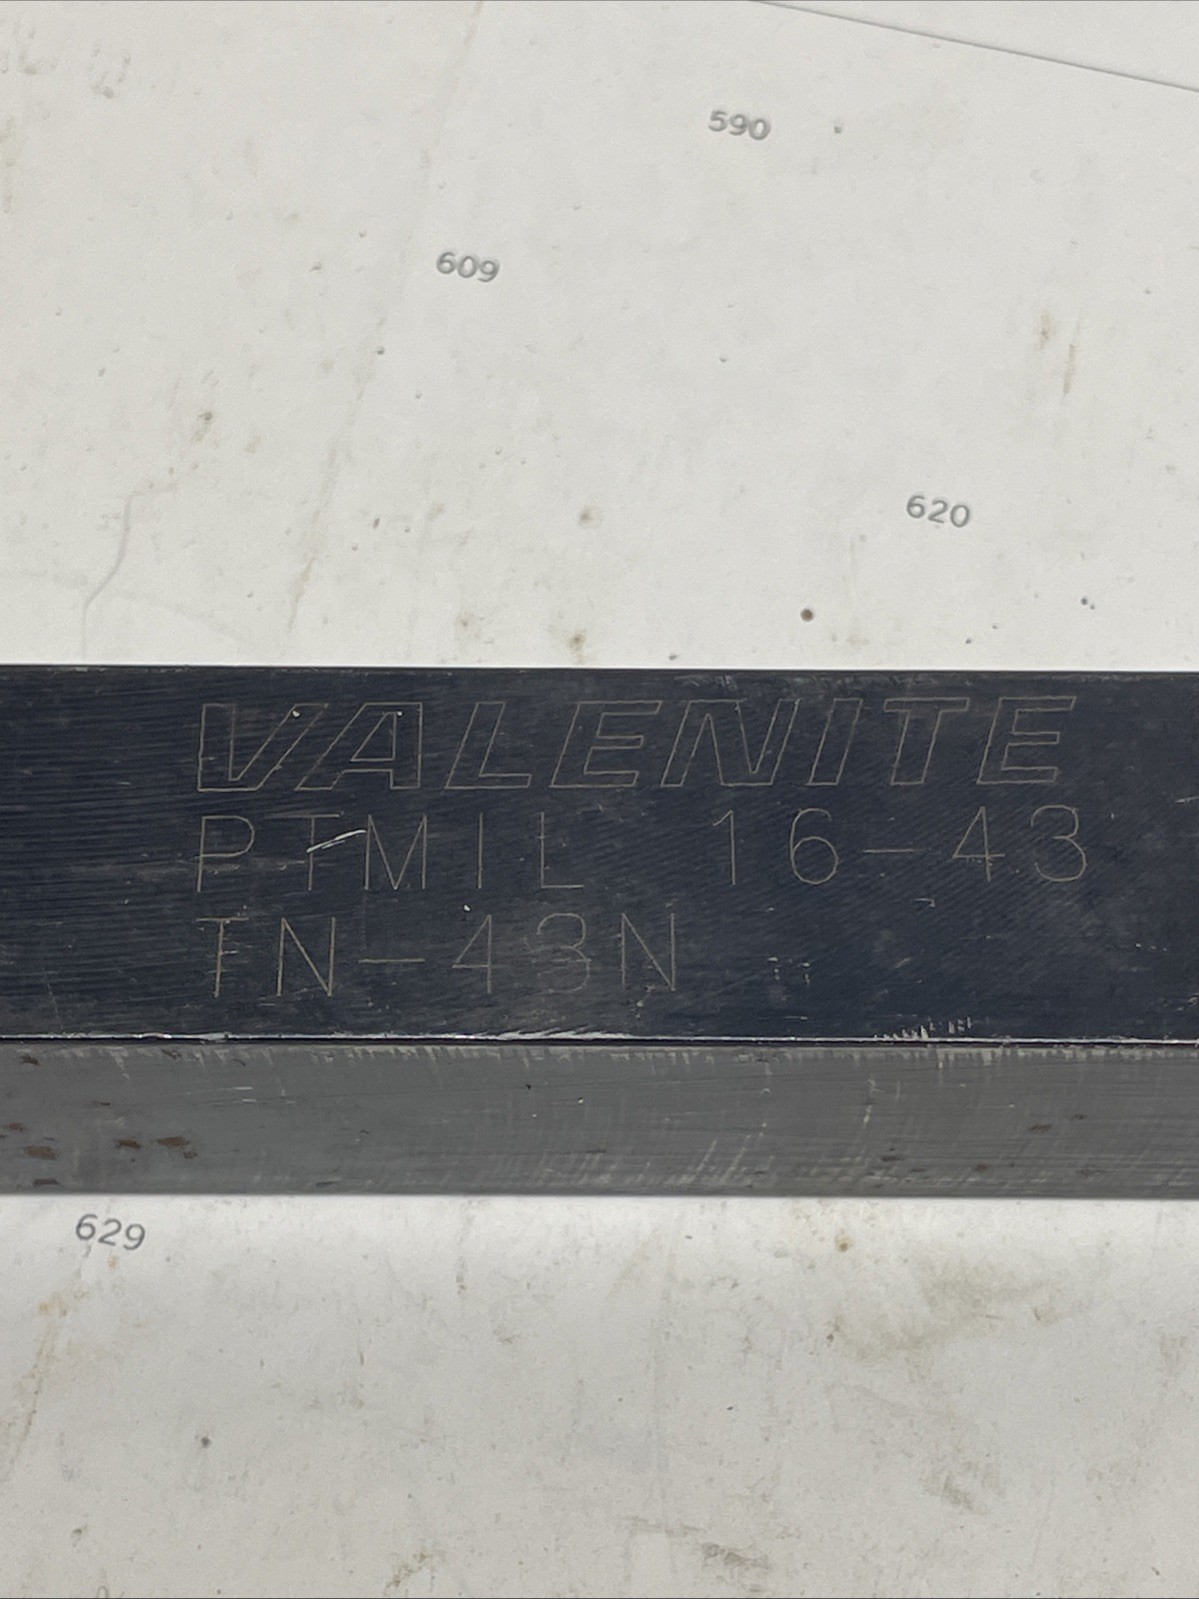 590
609
620
VALENITE
PTMIL 16-43
TN-43N
629